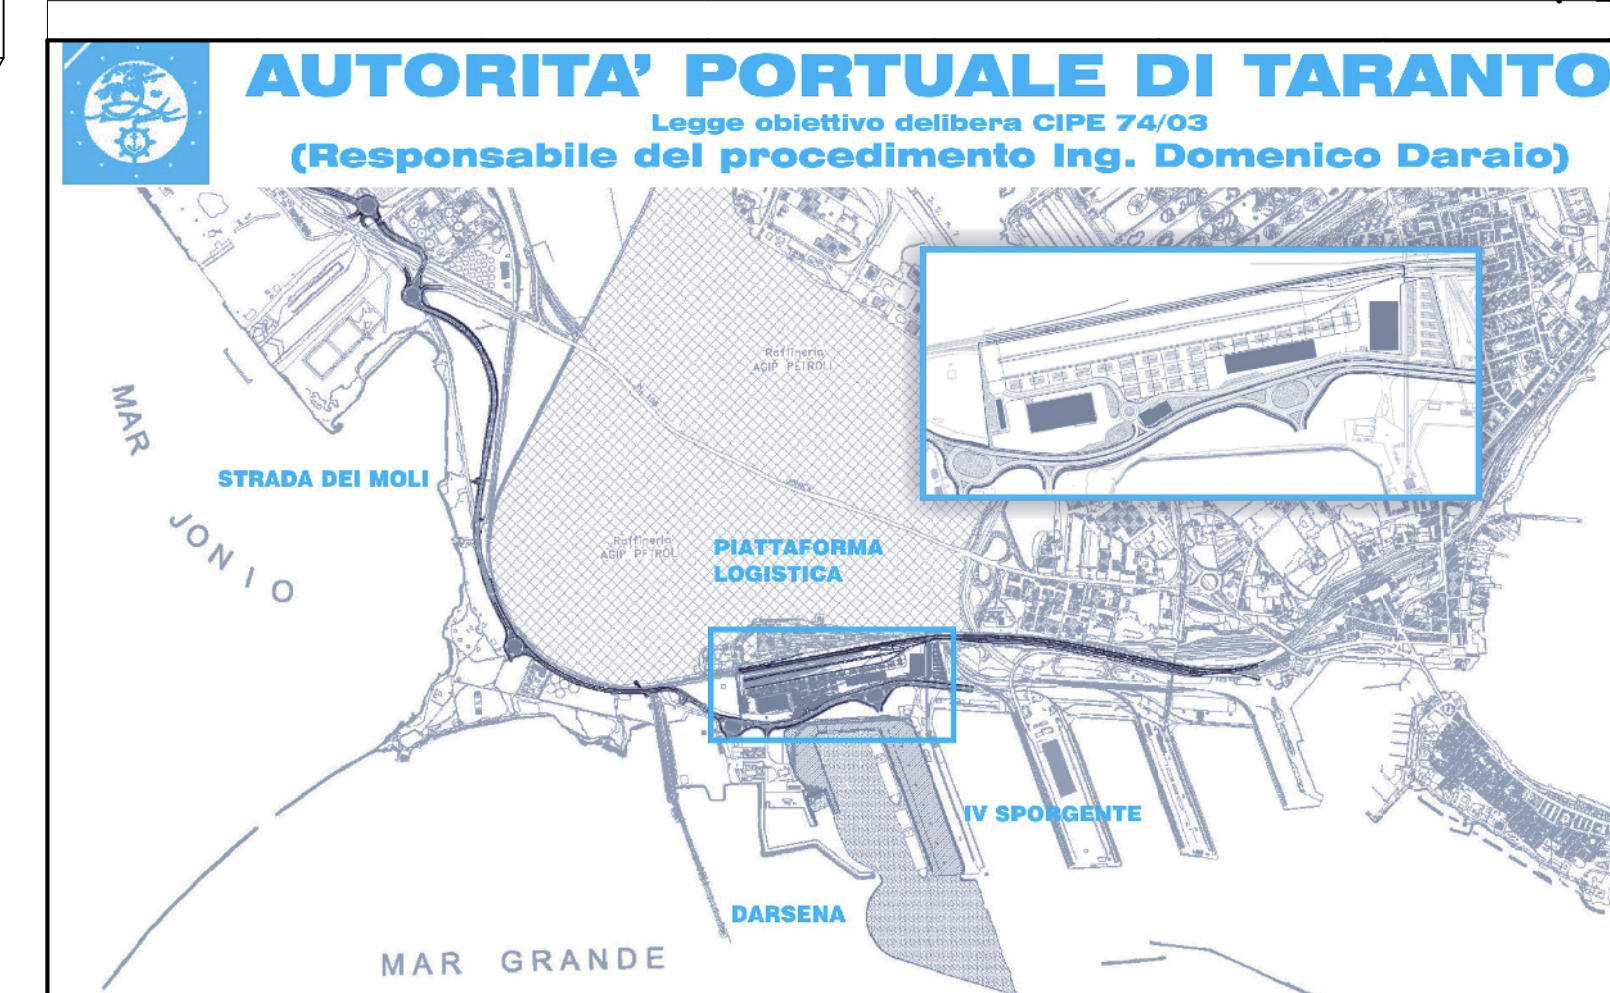 AUTORITA' PORTUALE DI TARANTO
Legge obiettivo delibera CIPE 74/03
(Responsabile del procedimento Ing. Domenico Daraio)
Raffineria
AGIP PETROLI
MAR
JONIO
STRADA DEI MOLI
Raffineria
AGIP PETROL
PIATTAFORMA
LOGISTICA
IV SPORGENTE
DARSENA
MAR GRANDE